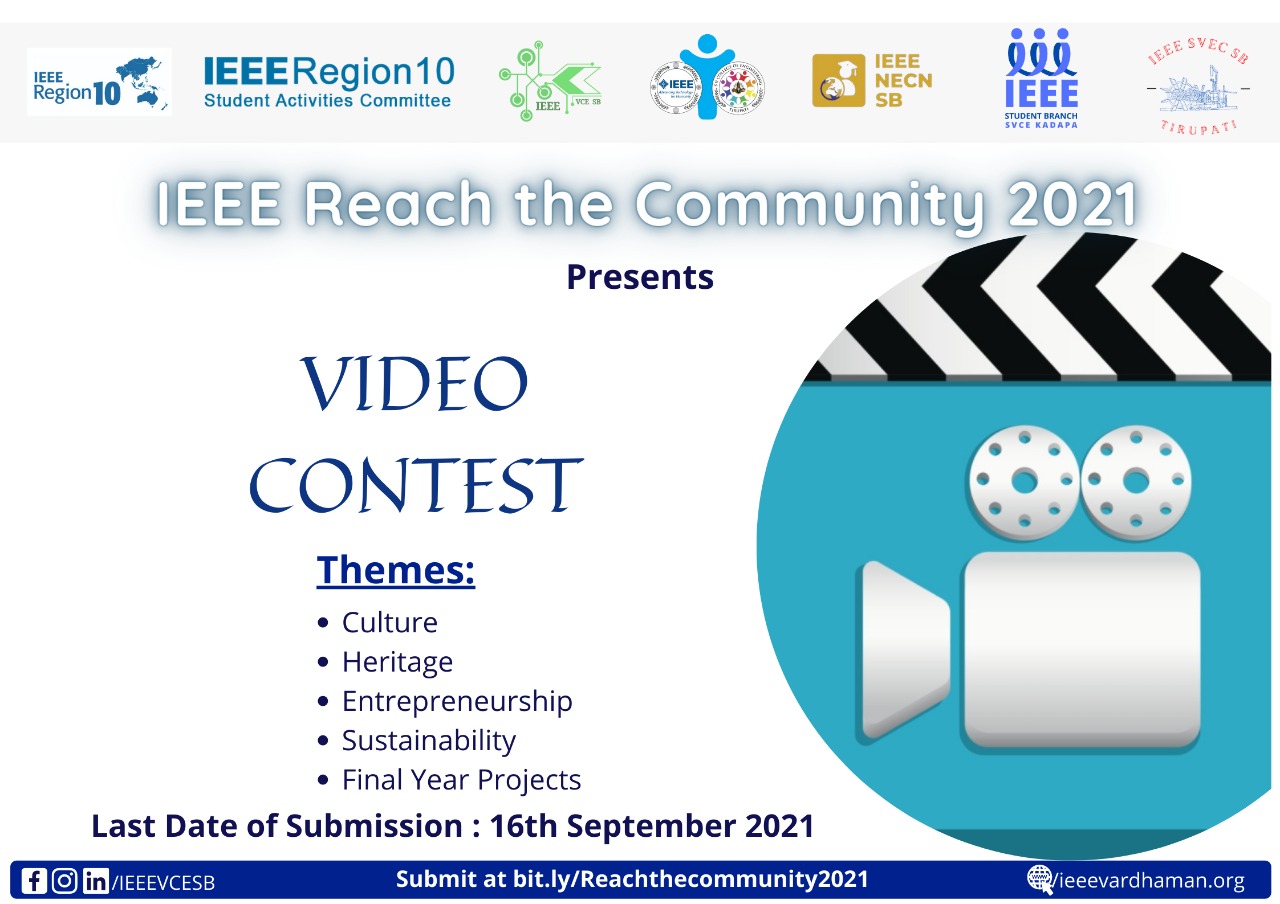 IEEE
Region10
IEEERegion10
Student Activities Committee
IEEE
VCE SB
IEEE
IEEE
NECN
SB
IEEE
STUDENT BRANCH
SVCE KADAPA
IEEE SVEC SB
TIRUPATI
IEEE Reach the Community 2021
Presents
VIDEO
CONTEST
Themes:
• Culture
• Heritage
• Entrepreneurship
• Sustainability
• Final Year Projects
Last Date of Submission : 16th September 2021
/IEEEVCESB
Submit at bit.ly/Reachthecommunity2021
/ieeevardhaman.org